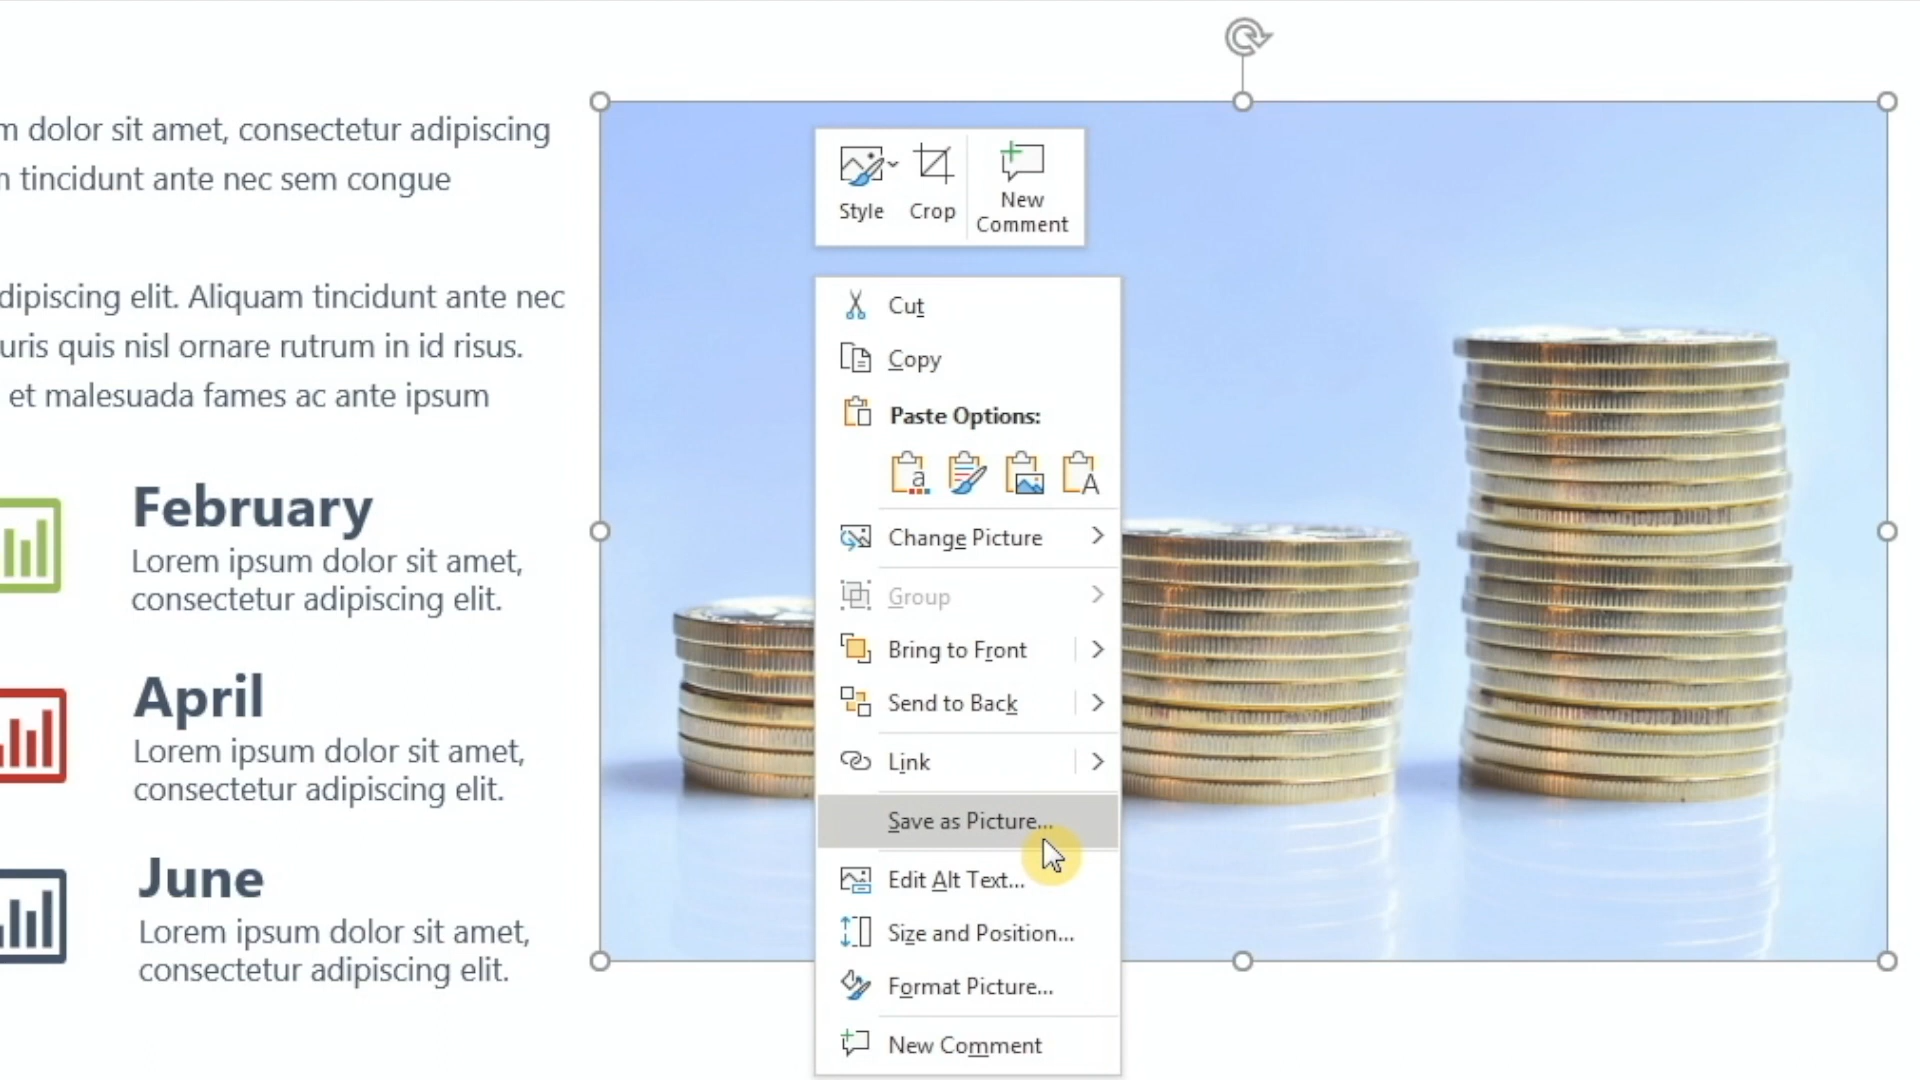 m dolor sit amet, consectetur adipiscing
tincidunt ante nec sem congue
dipiscing elit. Aliquam tincidunt ante nec
uris quis nisl ornare rutrum in id risus.
et malesuada fames ac ante ipsum
February
Lorem ipsum dolor sit amet,
consectetur adipiscing elit.
April
Lorem ipsum dolor sit amet,
consectetur adipiscing elit.
June
Lorem ipsum dolor sit amet,
consectetur adipiscing elit.
Style
Crop
New
Comment
Cut
Copy
Paste Options:
Change Picture
Group
Bring to Front
Send to Back
Link
Save as Picture...
Edit Alt Text...
Size and Position...
Format Picture...
New Comment